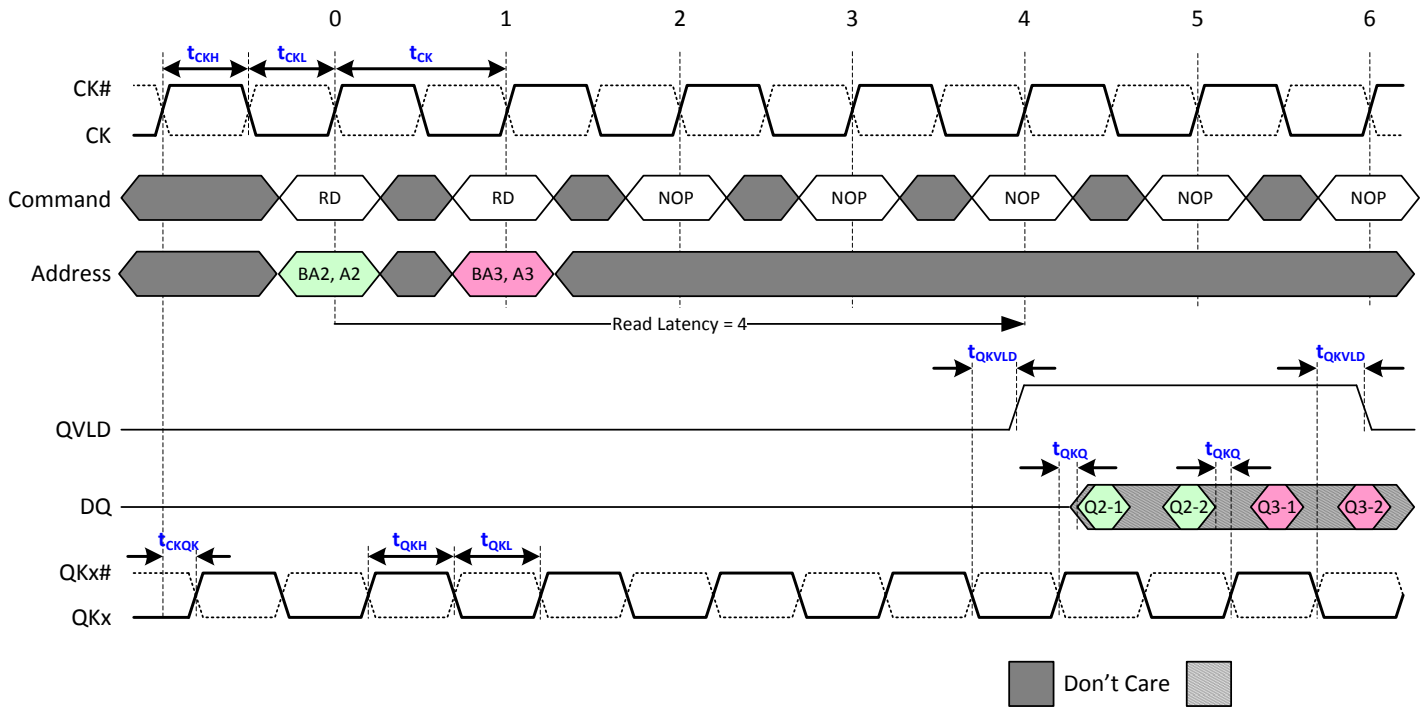 0 1 2 3 4 5 6
tCKH tCKL tCK
CK#
CK
Command RD RD NOP NOP NOP NOP NOP
Address BA2, A2 BA3, A3
Read Latency = 4
tQKVLD tQKVLD
QVLD
tQKQ tQKQ
DQ Q2-1 Q2-2 Q3-1 Q3-2
tCKQK tQKH tQKL
QKx#
QKx
Don't Care